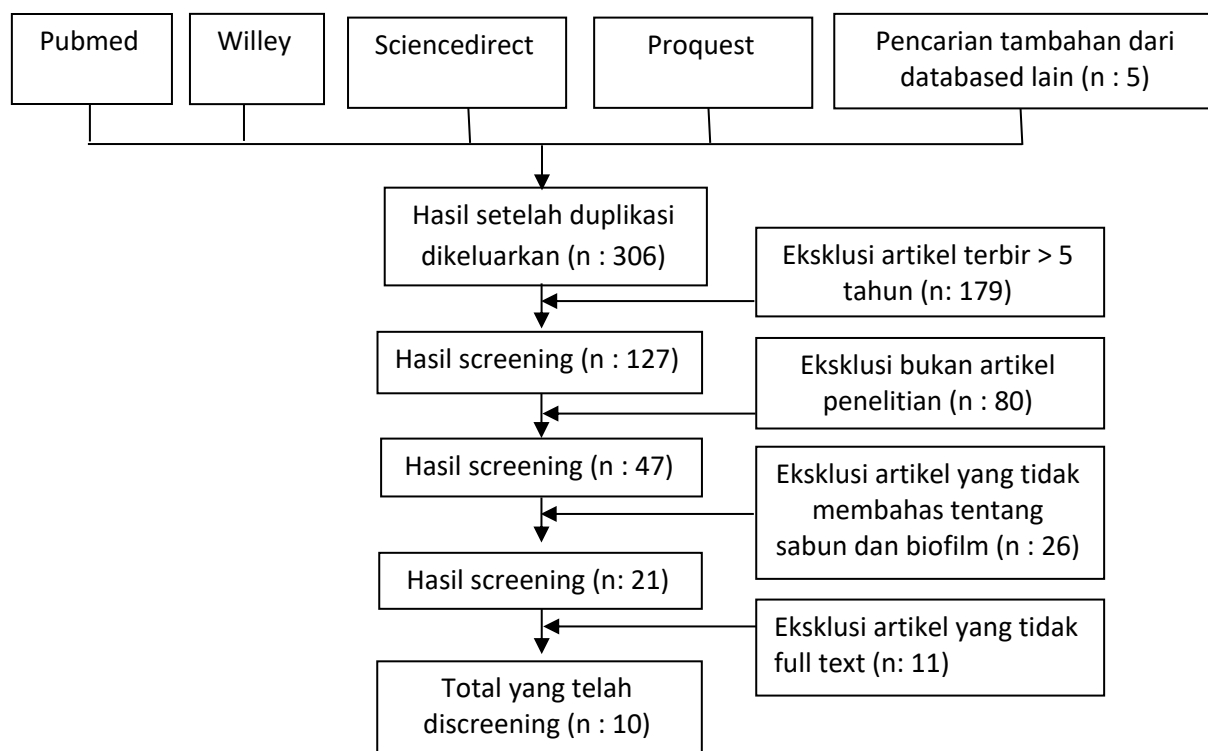 Pubmed
Willey
Sciencedirect
Proquest
Pencarian tambahan dari
databased lain (n : 5)
Hasil setelah duplikasi
dikeluarkan (n : 306)
Eksklusi artikel terbir > 5
tahun (n: 179)
Hasil screening (n : 127)
Eksklusi bukan artikel
penelitian (n : 80)
Hasil screening (n : 47)
Eksklusi artikel yang tidak
membahas tentang
sabun dan biofilm (n : 26)
Hasil screening (n: 21)
Eksklusi artikel yang tidak
full text (n: 11)
Total yang telah
discreening (n : 10)